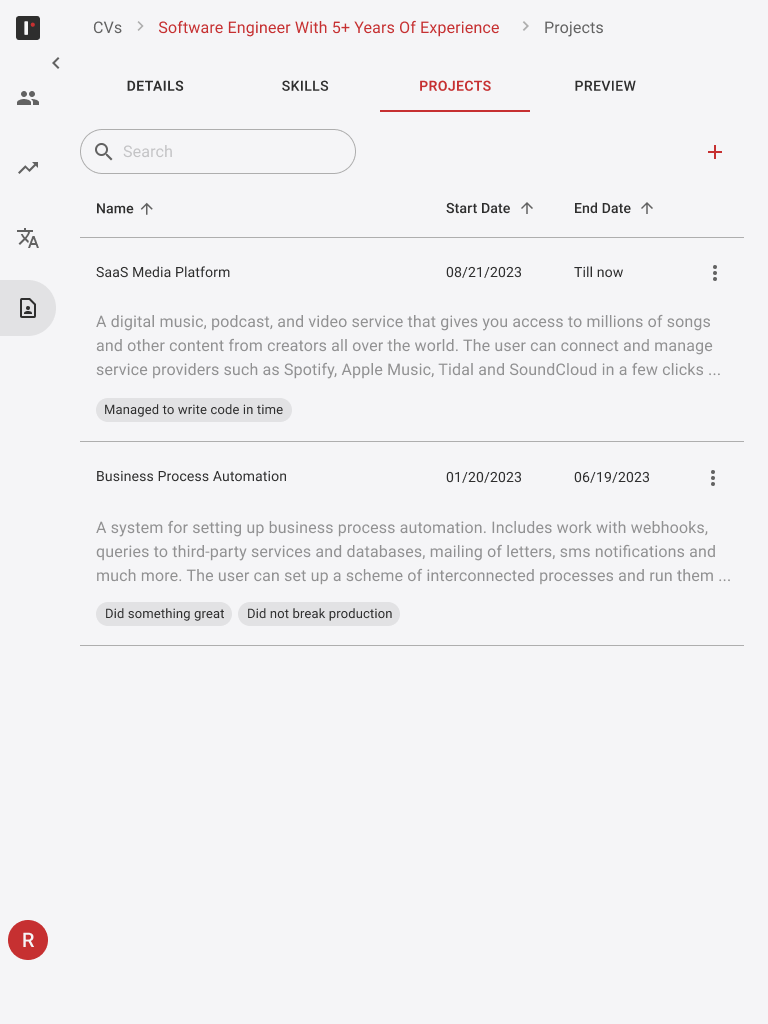 CVs > Software Engineer With 5+ Years Of Experience > Projects
DETAILS SKILLS PROJECTS PREVIEW
Search
Name Start Date End Date
SaaS Media Platform 08/21/2023 Till now
A digital music, podcast, and video service that gives you access to millions of songs
and other content from creators all over the world. The user can connect and manage
service providers such as Spotify, Apple Music, Tidal and SoundCloud in a few clicks ...
Managed to write code in time
Business Process Automation 01/20/2023 06/19/2023
A system for setting up business process automation. Includes work with webhooks,
queries to third-party services and databases, mailing of letters, sms notifications and
much more. The user can set up a scheme of interconnected processes and run them ...
Did something great Did not break production
R